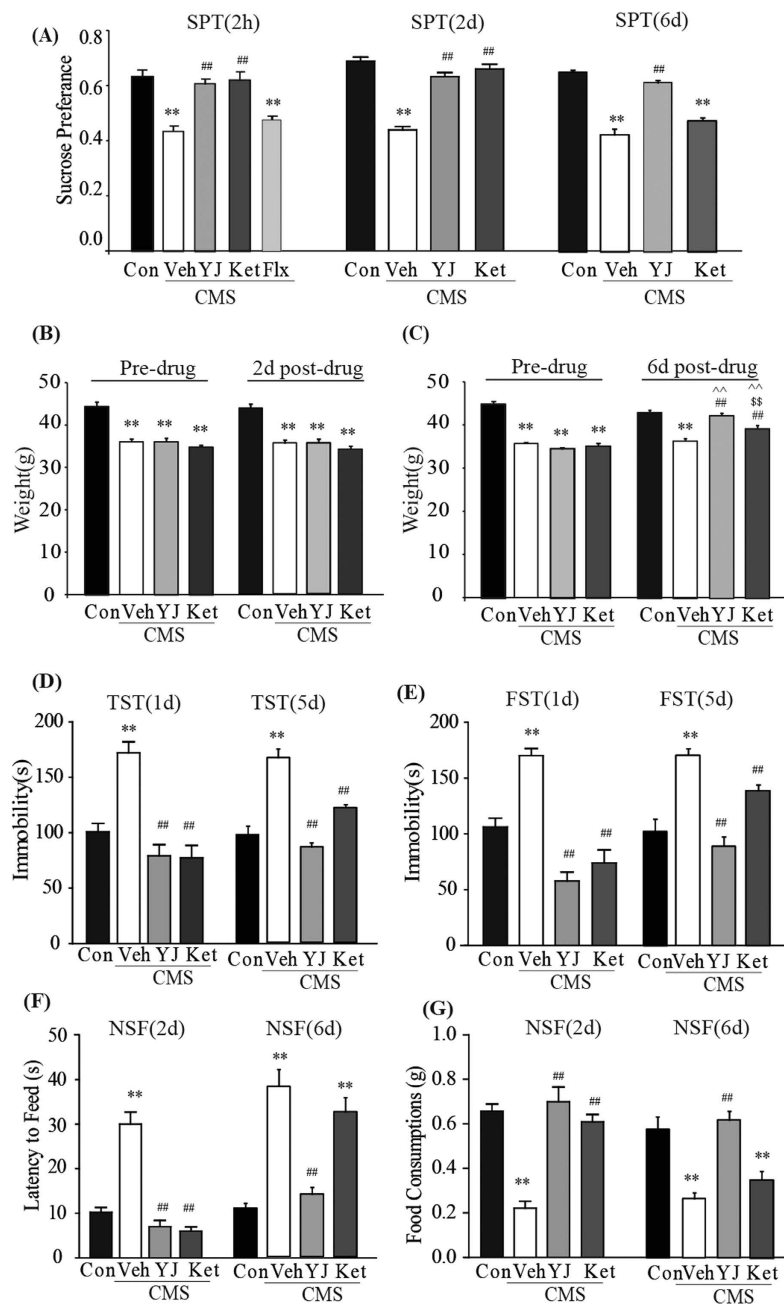 (A)
SPT(2h) SPT(2d) SPT(6d)
Sucrose Preferance
0.8
0.6
0.4
0.2
0.0
## ## ## ## ##
** ** ** ** **
Con Veh YJ Ket Flx Con Veh YJ Ket Con Veh YJ Ket
CMS CMS CMS
(B)
Pre-drug 2d post-drug
Weight(g)
50
40
30
20
10
0
** ** ** ** ** **
Con Veh YJ Ket Con Veh YJ Ket
CMS CMS
(C)
Pre-drug 6d post-drug
Weight(g)
50
40
30
20
10
0
^^ ^^
$$
## ##
** ** ** **
Con Veh YJ Ket Con Veh YJ Ket
CMS CMS
(D)
TST(1d) TST(5d)
Immobility(s)
200
150
100
50
0
** **
## ## ## ##
Con Veh YJ Ket Con Veh YJ Ket
CMS CMS
(E)
FST(1d) FST(5d)
Immobility(s)
200
150
100
50
0
** **
## ## ## ##
Con Veh YJ Ket Con Veh YJ Ket
CMS CMS
(F)
NSF(2d) NSF(6d)
Latency to Feed (s)
50
40
30
20
10
0
** ** **
## ## ##
Con Veh YJ Ket Con Veh YJ Ket
CMS CMS
(G)
NSF(2d) NSF(6d)
Food Consumptions (g)
1.0
0.8
0.6
0.4
0.2
0.0
## ## ##
** ** **
Con Veh YJ Ket Con Veh YJ Ket
CMS CMS